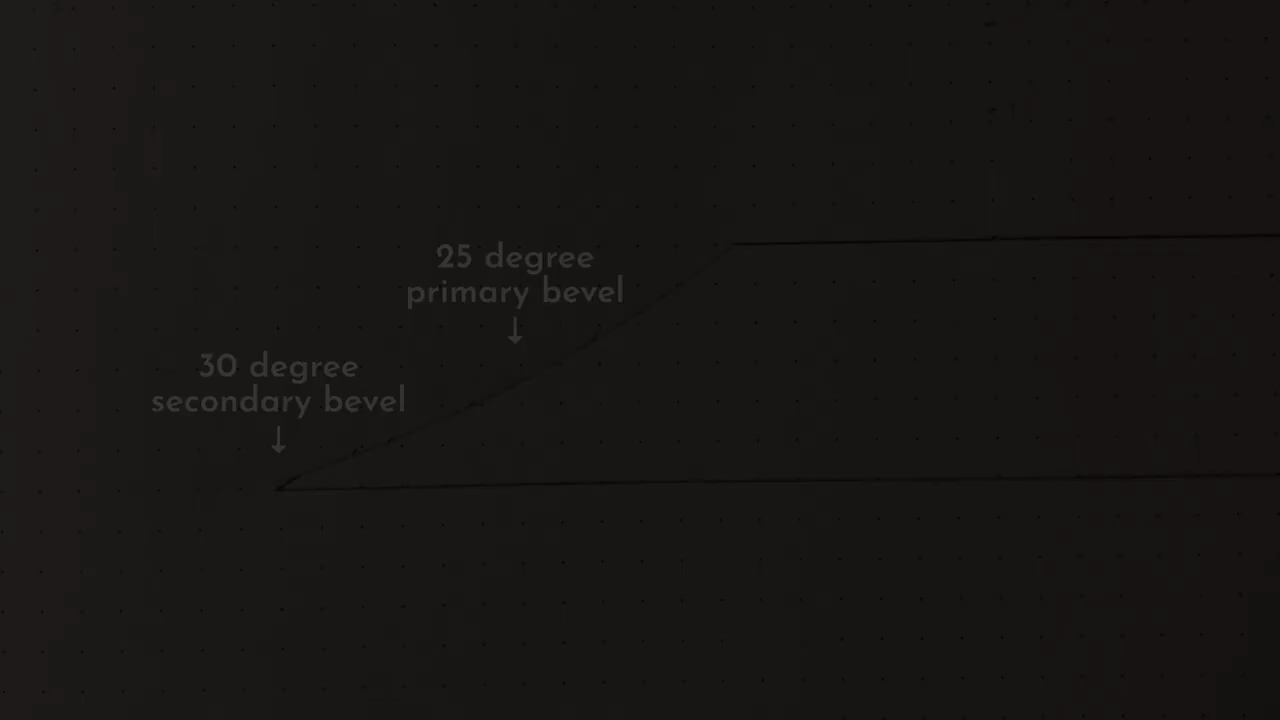 25 degree
primary bevel
↓
30 degree
secondary bevel
↓